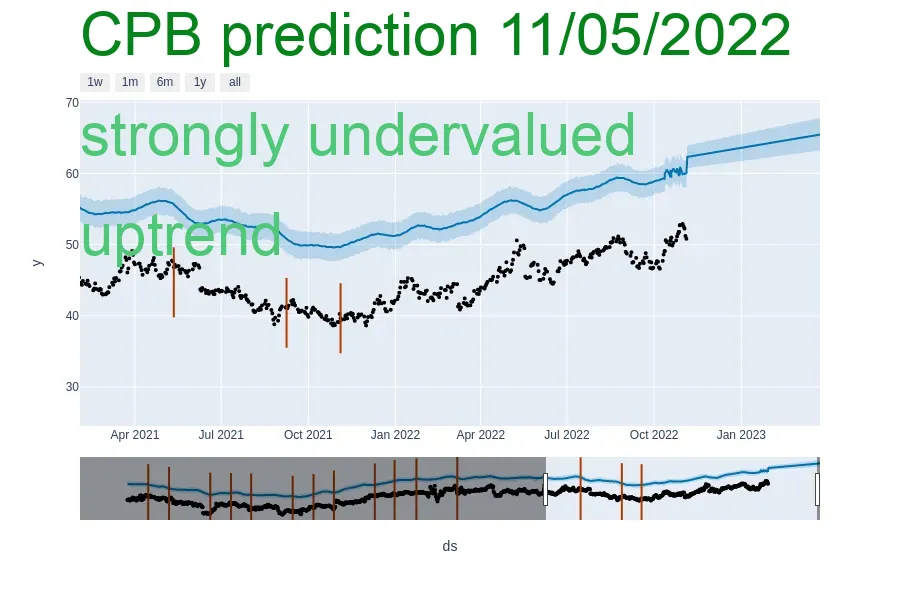 CPB prediction 11/05/2022
1w 1m 6m 1y all
70
strongly undervalued
60
uptrend
50
y
40
30
Apr 2021 Jul 2021 Oct 2021 Jan 2022 Apr 2022 Jul 2022 Oct 2022 Jan 2023
ds